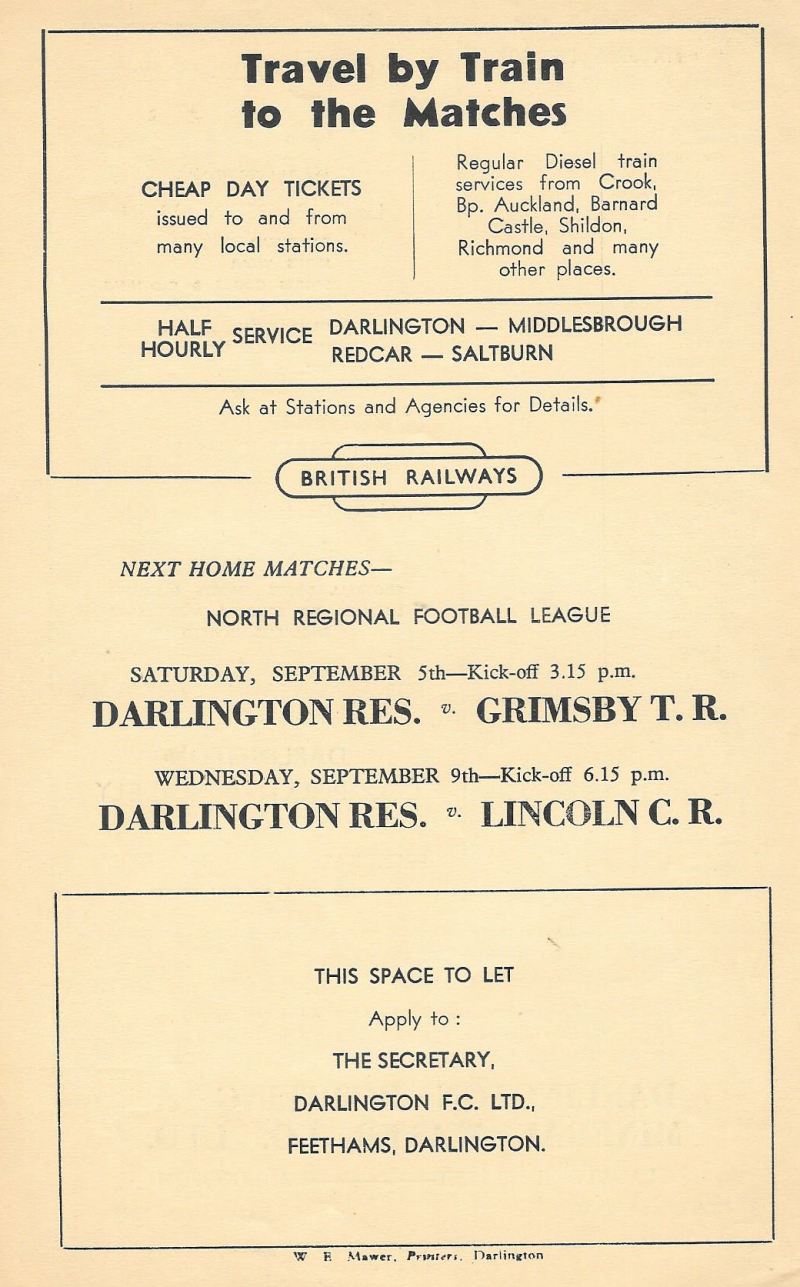 Travel by Train
to the Matches
CHEAP DAY TICKETS
issued to and from
many local stations.
Regular Diesel train
services from Crook,
Bp. Auckland, Barnard
Castle, Shildon,
Richmond and many
other places.
HALF HOURLY SERVICE DARLINGTON — MIDDLESBROUGH
REDCAR — SALTBURN
Ask at Stations and Agencies for Details.
BRITISH RAILWAYS
NEXT HOME MATCHES—
NORTH REGIONAL FOOTBALL LEAGUE
SATURDAY, SEPTEMBER 5th—Kick-off 3.15 p.m.
DARLINGTON RES. v. GRIMSBY T. R.
WEDNESDAY, SEPTEMBER 9th—Kick-off 6.15 p.m.
DARLINGTON RES. v. LINCOLN C. R.
THIS SPACE TO LET
Apply to :
THE SECRETARY,
DARLINGTON F.C. LTD.,
FEETHAMS, DARLINGTON.
W. E. Mawer, Printers, Darlington